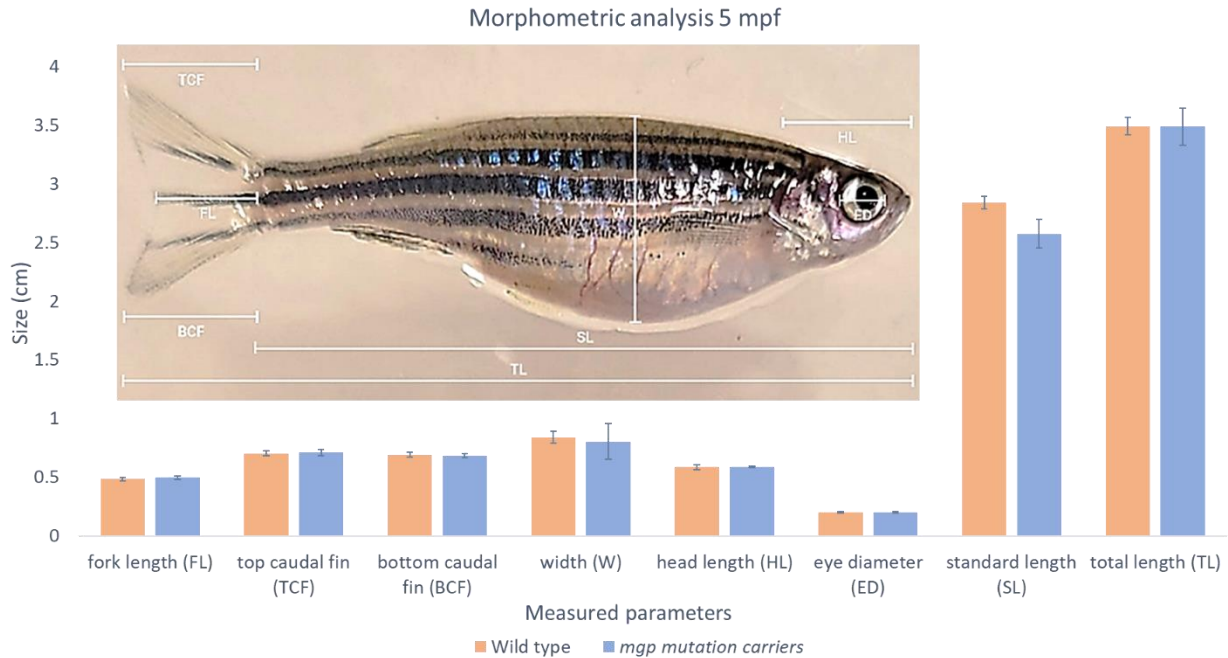 Morphometric analysis 5 mpf
4
3.5
3
2.5
2
1.5
1
0.5
0
Size (cm)
TCF
HL
FL
W
ED
BCF
SL
TL
fork length (FL)
top caudal fin
(TCF)
bottom caudal
fin (BCF)
width (W)
head length (HL)
eye diameter
(ED)
standard length
(SL)
total length (TL)
Measured parameters
Wild type
mgp mutation carriers